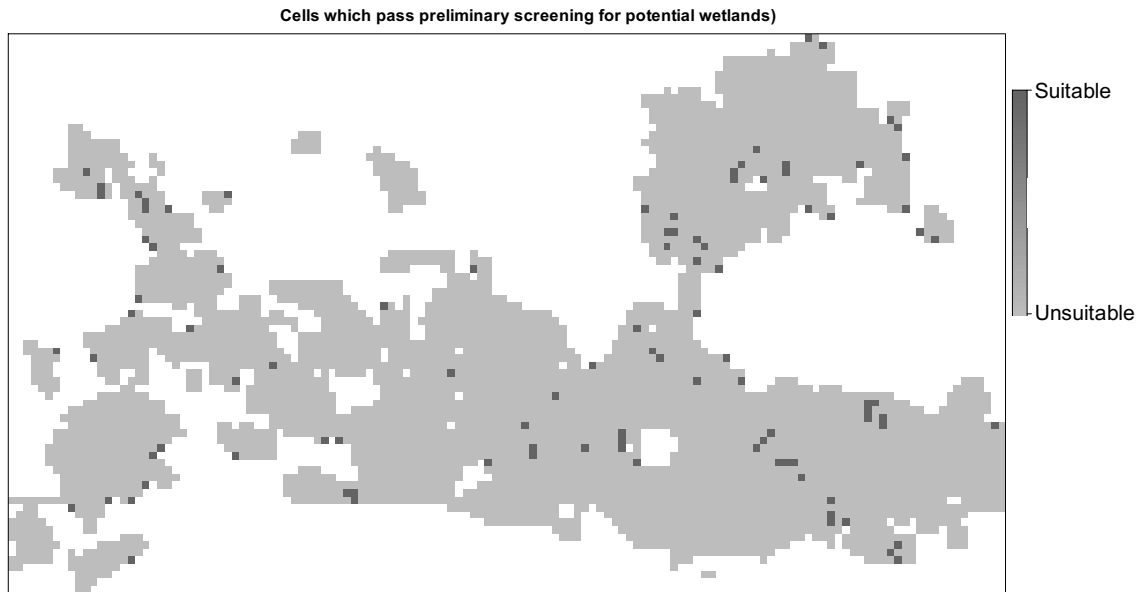 Cells which pass preliminary screening for potential wetlands)
Suitable
Unsuitable